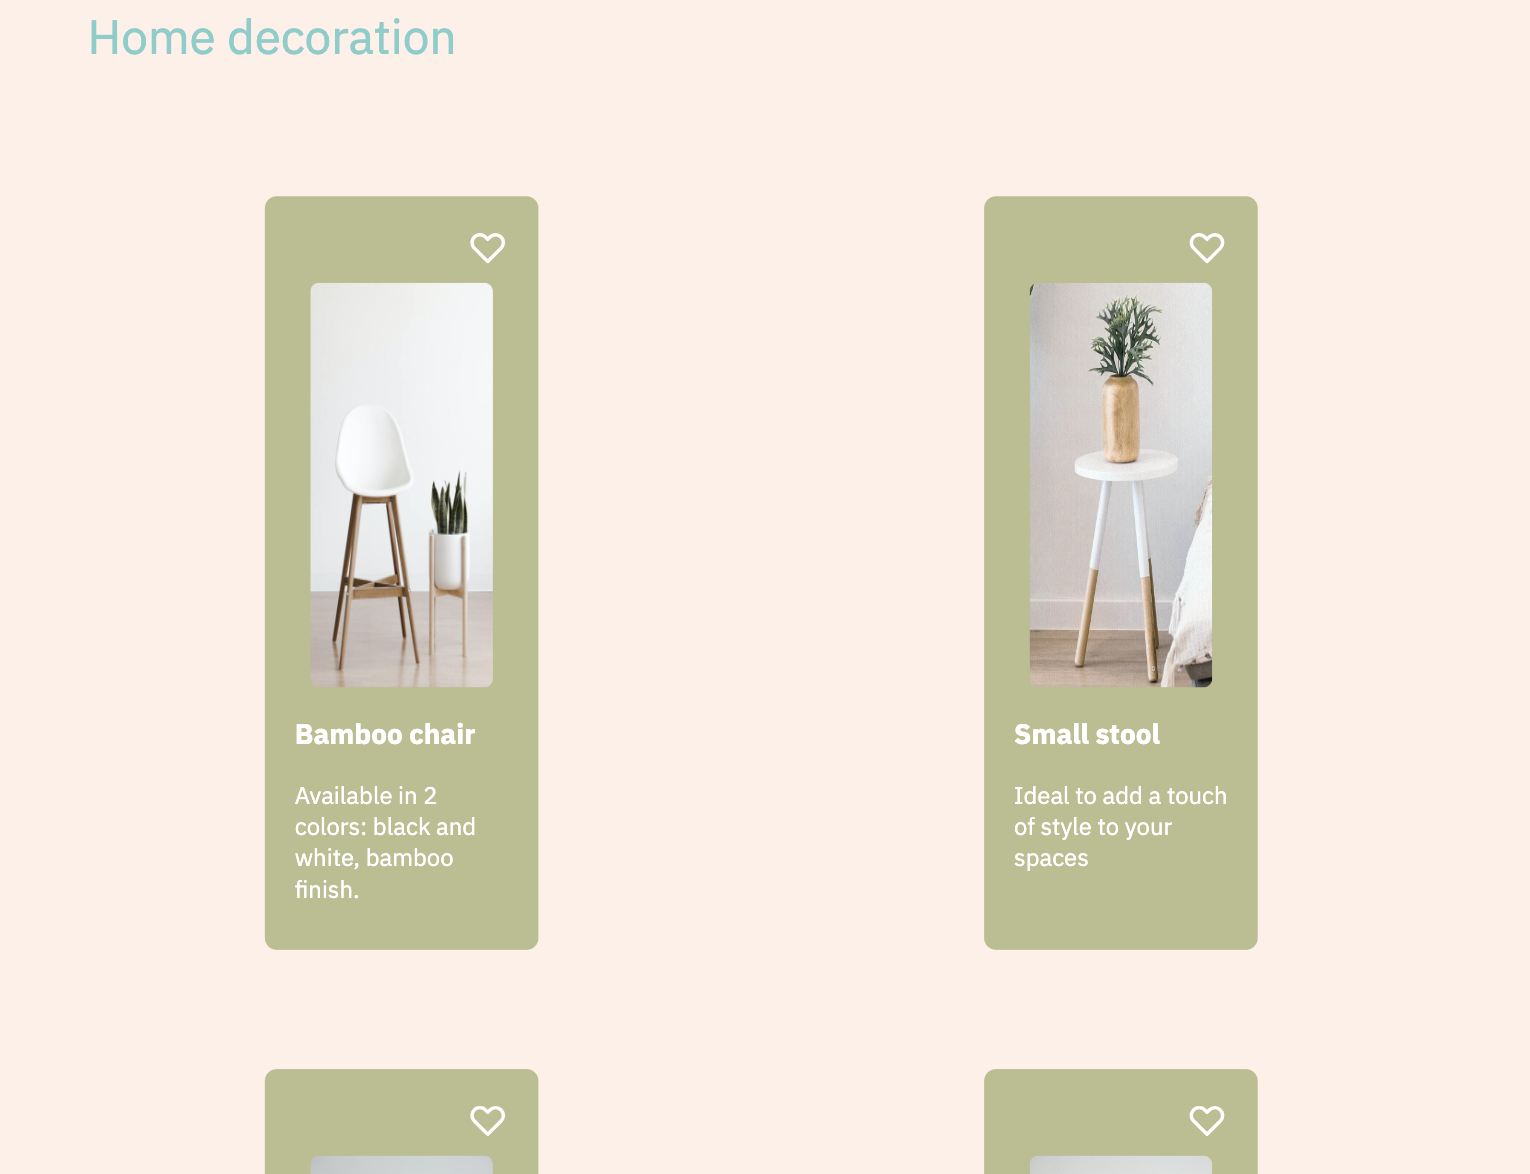 Home decoration
Bamboo chair
Available in 2
colors: black and
white, bamboo
finish.
Small stool
Ideal to add a touch
of style to your
spaces